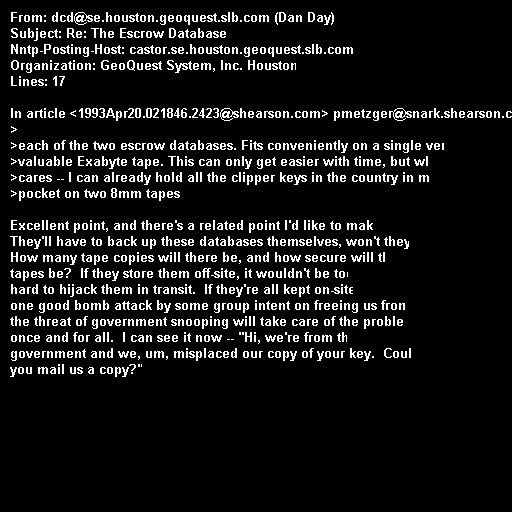 From: dcd@se.houston.geoquest.slb.com (Dan Day)
Subject: Re: The Escrow Database
Nntp-Posting-Host: castor.se.houston.geoquest.slb.com
Organization: GeoQuest System, Inc. Houston
Lines: 17

In article <1993Apr20.021846.2423@shearson.com> pmetzger@snark.shearson.c
>
>each of the two escrow databases. Fits conveniently on a single ver
>valuable Exabyte tape. This can only get easier with time, but
>cares -- I can already hold all the clipper keys in the country in m
>pocket on two 8mm tapes

Excellent point, and there's a related point I'd like to mak
They'll have to back up these databases themselves, won't they
How many tape copies will there be, and how secure will
tapes be?  If they store them off-site, it wouldn't be too
hard to hijack them in transit.  If they're all kept on-site
one good bomb attack by some group intent on freeing us fron
the threat of government snooping will take care of the proble
once and for all.  I can see it now -- "Hi, we're from th
government and we, um, misplaced our copy of your key.  Coul
you mail us a copy?"